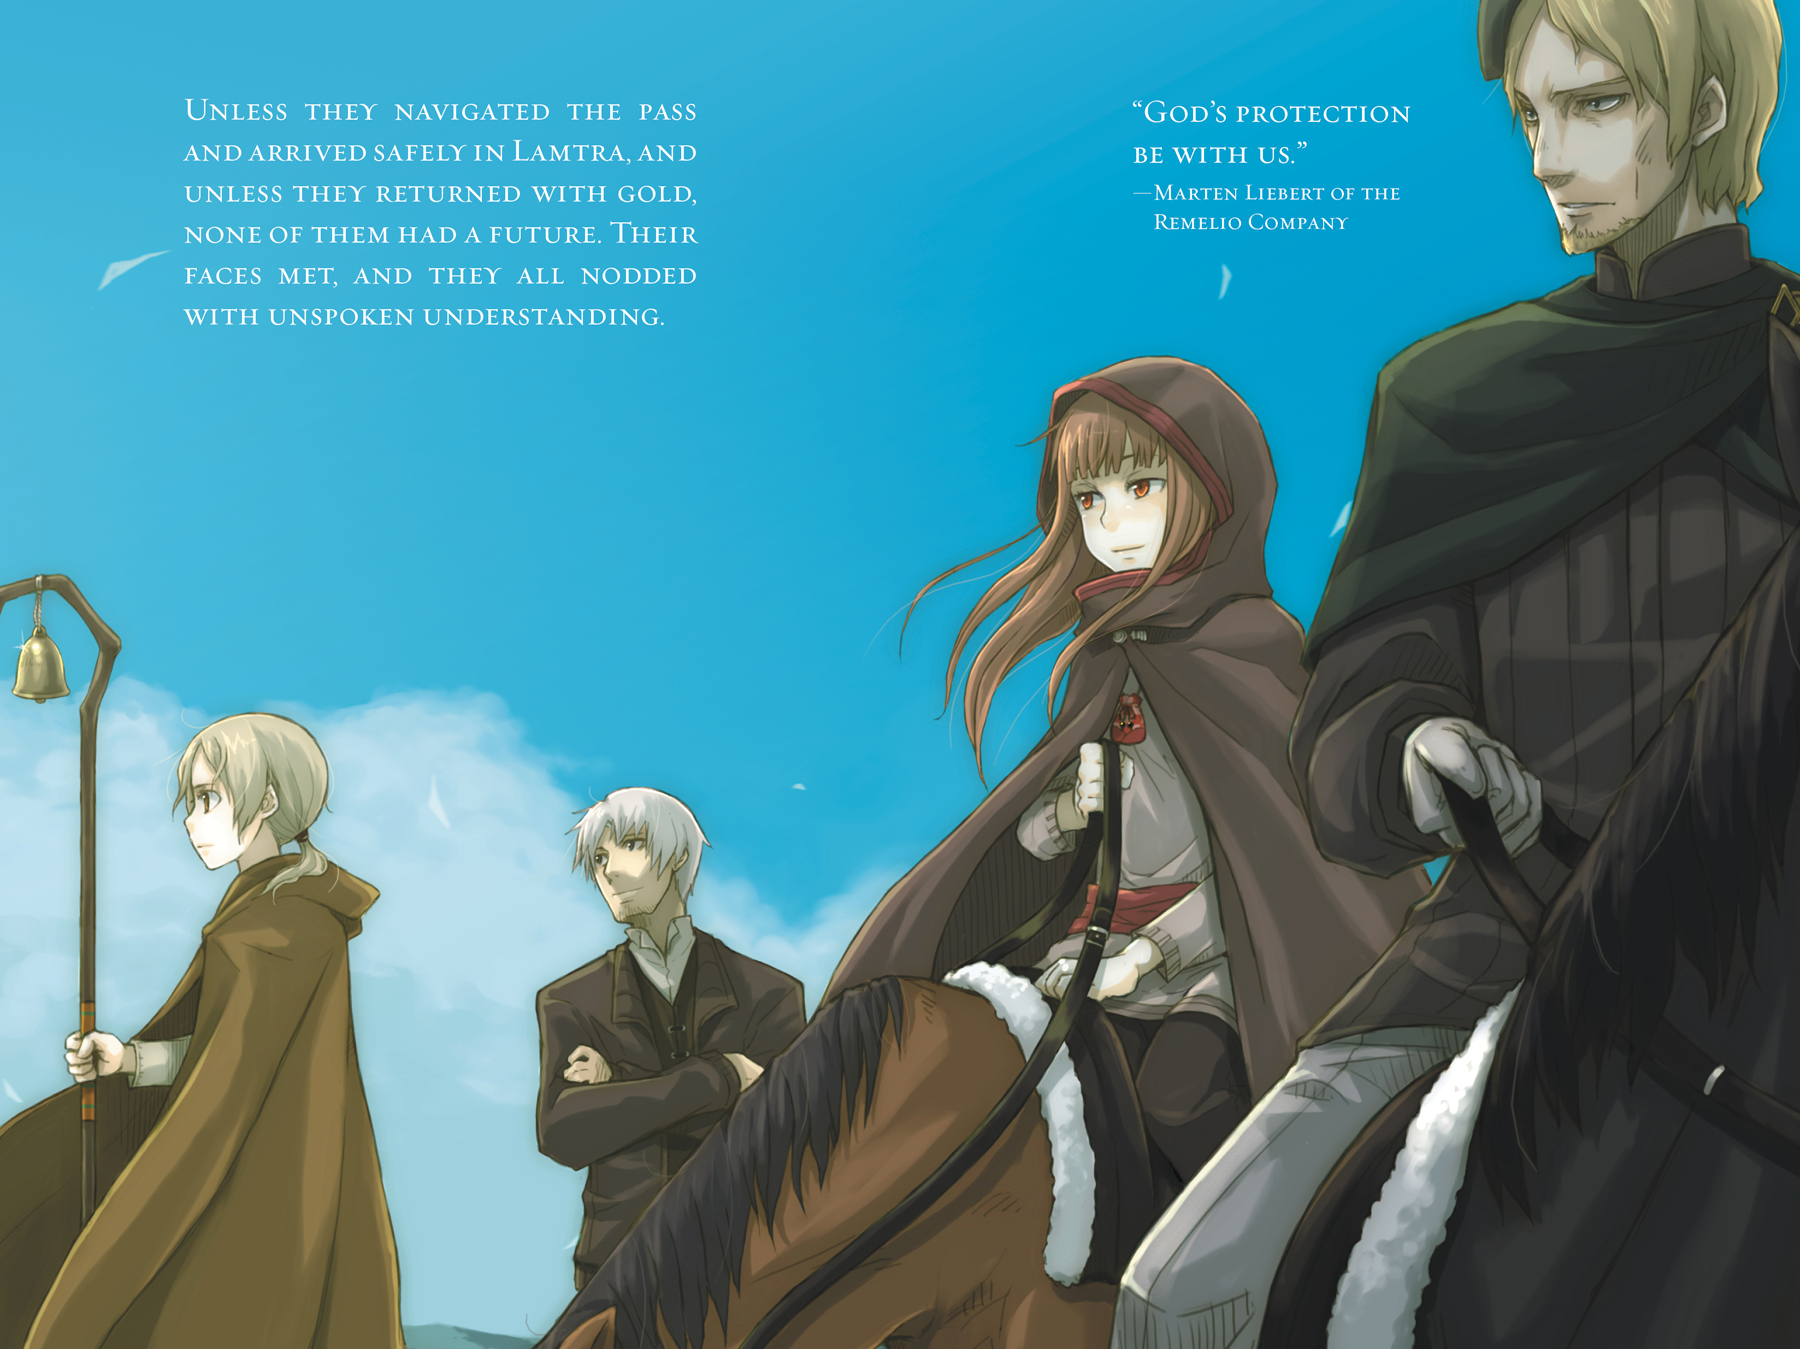 Unless they navigated the pass
and arrived safely in Lamtra, and
unless they returned with gold,
none of them had a future. Their
faces met, and they all nodded
with unspoken understanding.
“God’s protection
be with us.”
—Marten Liebert of the
Remelio Company